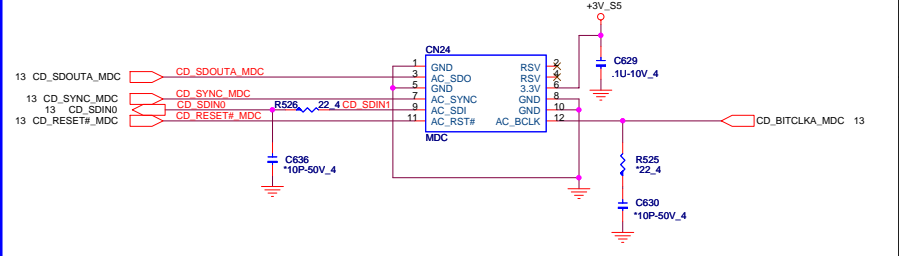 +3V_S5
CN24
C629
.1U-10V_4
1 GND RSV 2
13 CD_SDOUTA_MDC CD_SDOUTA_MDC 3 AC_SDO RSV 4
5 GND 3.3V 6
13 CD_SYNC_MDC CD_SYNC_MDC 7 AC_SYNC GND 8
13 CD_SDIN0 CD_SDIN0 R526 22_4 CD_SDIN1 9 AC_SDI GND 10
13 CD_RESET#_MDC CD_RESET#_MDC 11 AC_RST# AC_BCLK 12 CD_BITCLKA_MDC 13
MDC
C636
*10P-50V_4
R525
*22_4
C630
*10P-50V_4